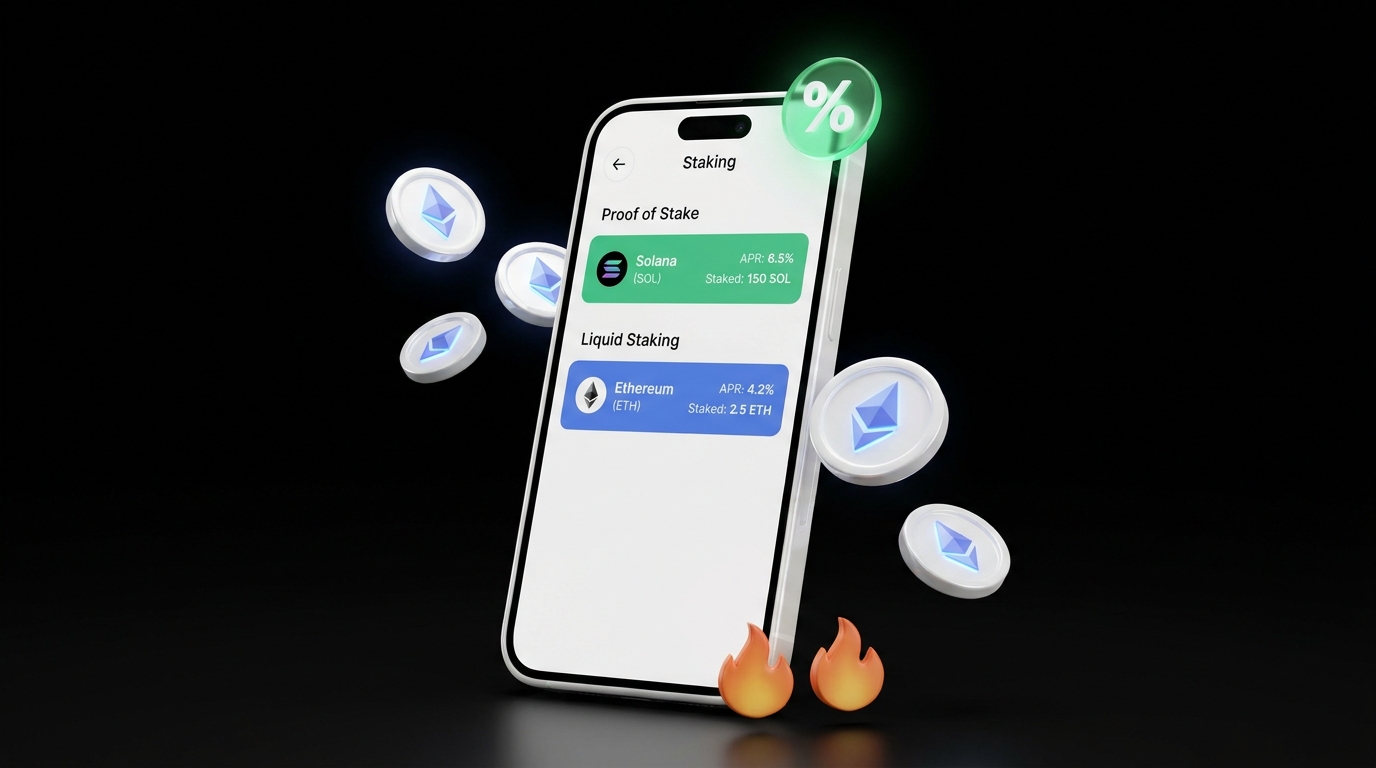 %
Staking
Proof of Stake
Solana
(SOL)
APR: 6.5%
Staked: 150 SOL
Liquid Staking
Ethereum
(ETH)
APR: 4.2%
Staked: 2.5 ETH